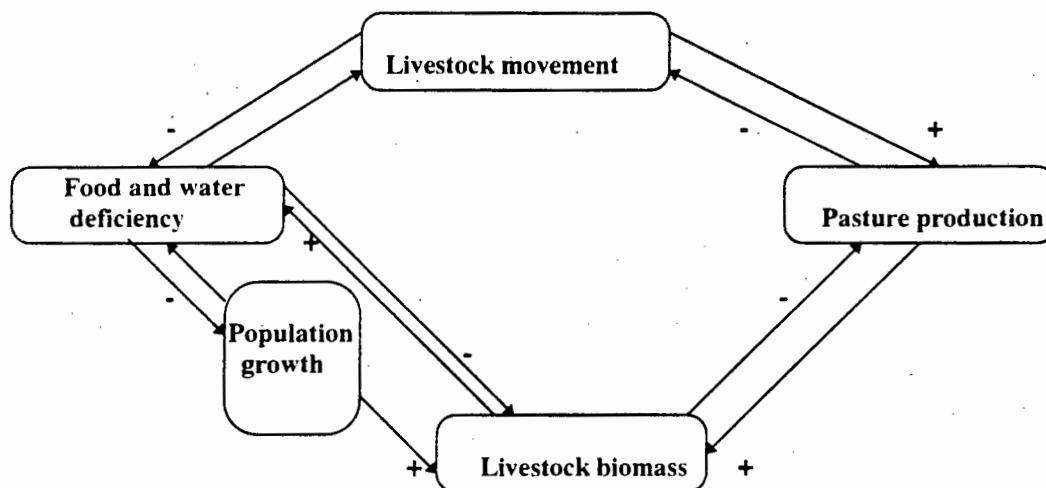 Livestock movement
-
-
+
Food and water
deficiency
Pasture production
+
-
-
Population
growth
-
+
Livestock biomass
+